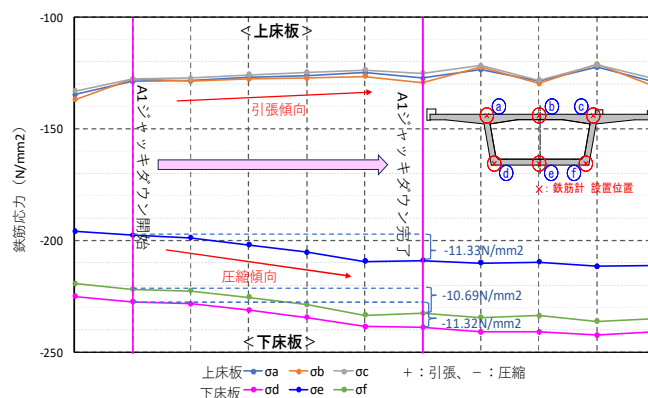 -100
-150
-200
-250
鉄筋応力（N/mm2）
＜上床板＞
引張傾向
A1ジャッキダウン開始
A1ジャッキダウン完了
a
b
c
d
e
f
×：鉄筋計 設置位置
-11.33N/mm2
圧縮傾向
-10.69N/mm2
-11.32N/mm2
＜下床板＞
上床板 σa σb σc ＋：引張、－：圧縮
下床板 σd σe σf